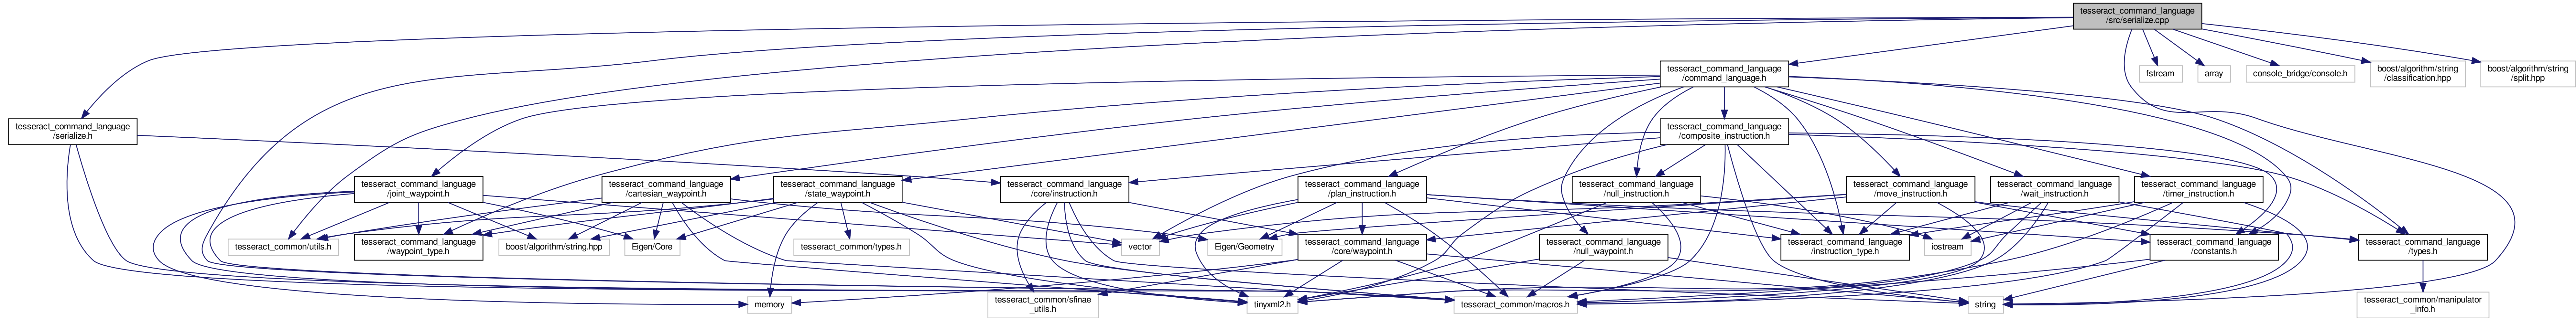 tesseract_command_language
/src/serialize.cpp
tesseract_command_language
/command_language.h
fstream
array
console_bridge/console.h
boost/algorithm/string
/classification.hpp
boost/algorithm/string
/split.hpp
tesseract_command_language
/serialize.h
tesseract_command_language
/composite_instruction.h
tesseract_command_language
/joint_waypoint.h
tesseract_command_language
/cartesian_waypoint.h
tesseract_command_language
/state_waypoint.h
tesseract_command_language
/core/instruction.h
tesseract_command_language
/plan_instruction.h
tesseract_command_language
/null_instruction.h
tesseract_command_language
/move_instruction.h
tesseract_command_language
/wait_instruction.h
tesseract_command_language
/timer_instruction.h
tesseract_common/utils.h
tesseract_command_language
/waypoint_type.h
boost/algorithm/string.hpp
Eigen/Core
tesseract_common/types.h
vector
Eigen/Geometry
tesseract_command_language
/core/waypoint.h
tesseract_command_language
/null_waypoint.h
tesseract_command_language
/instruction_type.h
iostream
tesseract_command_language
/constants.h
tesseract_command_language
/types.h
memory
tesseract_common/sfinae
_utils.h
tinyxml2.h
tesseract_common/macros.h
string
tesseract_common/manipulator
_info.h